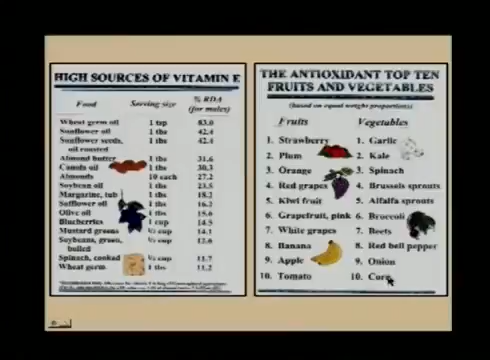 HIGH SOURCES OF VITAMIN E
Food Serving size % RDA
(for males)
Wheat germ oil 1 tsp 83.0
Sunflower oil 1 tbs 42.4
Sunflower seeds, 1 tbs 42.4
oil roasted
Almond butter 1 tbs 31.6
Canola oil 1 tbs 30.3
Almonds 10 each 27.2
Soybean oil 1 tbs 23.5
Margazine, tub 1 tbs 18.2
Safflower oil 1 tbs 16.2
Olive oil 1 tbs 15.6
Blueberries 1 cup 14.5
Mustard greens ½ cup 14.1
Soybeans, green, ½ cup 12.6
boiled
Spinach, cooked ½ cup 11.7
Wheat germ 1 tbs 11.2
THE ANTIOXIDANT TOP TEN
FRUITS AND VEGETABLES
(based on equal weight proportions)
Fruits Vegetables
1. Strawberry 1. Garlic
2. Plum 2. Kale
3. Orange 3. Spinach
4. Red grapes 4. Brussels sprouts
5. Kiwi fruit 5. Alfalfa sprouts
6. Grapefruit, pink 6. Broccoli
7. White grapes 7. Beets
8. Banana 8. Red bell pepper
9. Apple 9. Onion
10. Tomato 10. Corn